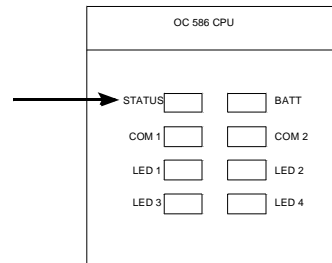 OC 586 CPU
STATUS BATT
COM 1 COM 2
LED 1 LED 2
LED 3 LED 4